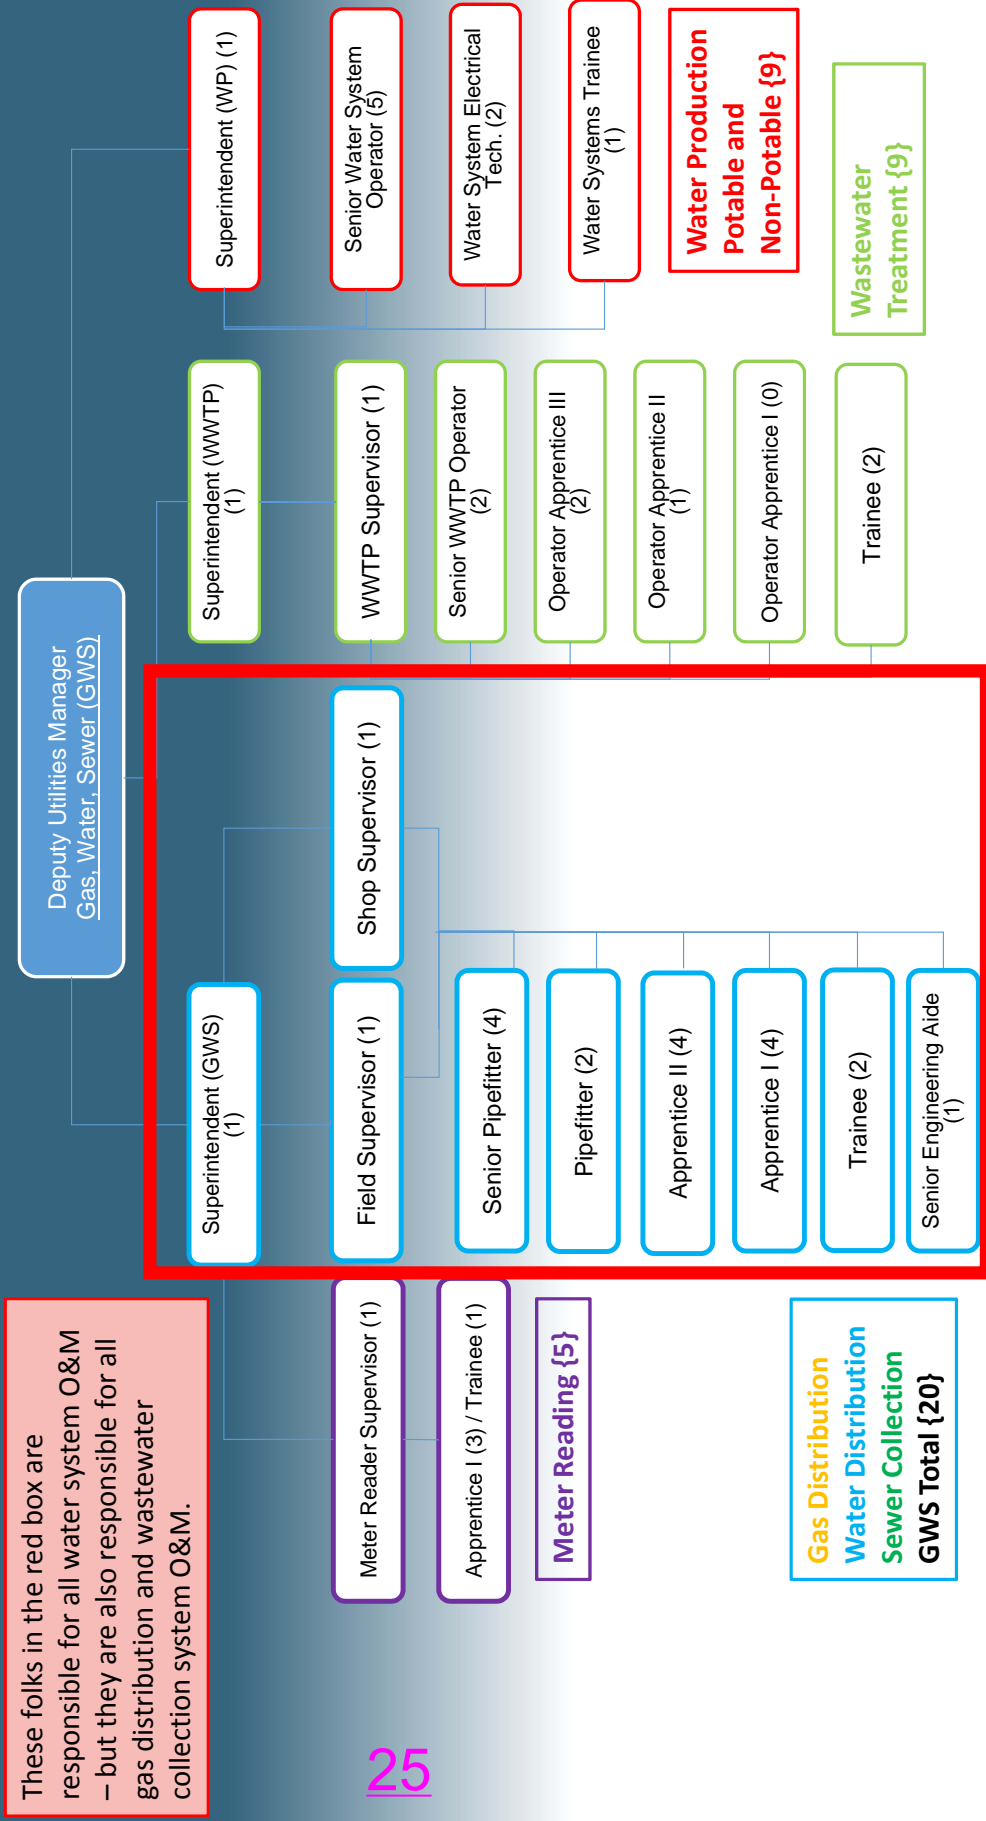 These folks in the red box are
responsible for all water system O&M
– but they are also responsible for all
gas distribution and wastewater
collection system O&M.
Deputy Utilities Manager
Gas, Water, Sewer (GWS)
Superintendent (GWS)
(1)
Superintendent (WWTP)
(1)
Superintendent (WP) (1)
Meter Reader Supervisor (1)
Field Supervisor (1)
Shop Supervisor (1)
WWTP Supervisor (1)
Senior Water System
Operator (5)
Apprentice I (3) / Trainee (1)
Senior Pipefitter (4)
Senior WWTP Operator
(2)
Water System Electrical
Tech. (2)
Meter Reading {5}
Pipefitter (2)
Operator Apprentice III
(2)
Water Systems Trainee
(1)
Apprentice II (4)
Operator Apprentice II
(1)
Water Production
Potable and
Non-Potable {9}
Apprentice I (4)
Operator Apprentice I (0)
Gas Distribution
Water Distribution
Sewer Collection
GWS Total {20}
Trainee (2)
Trainee (2)
Wastewater
Treatment {9}
Senior Engineering Aide
(1)
25